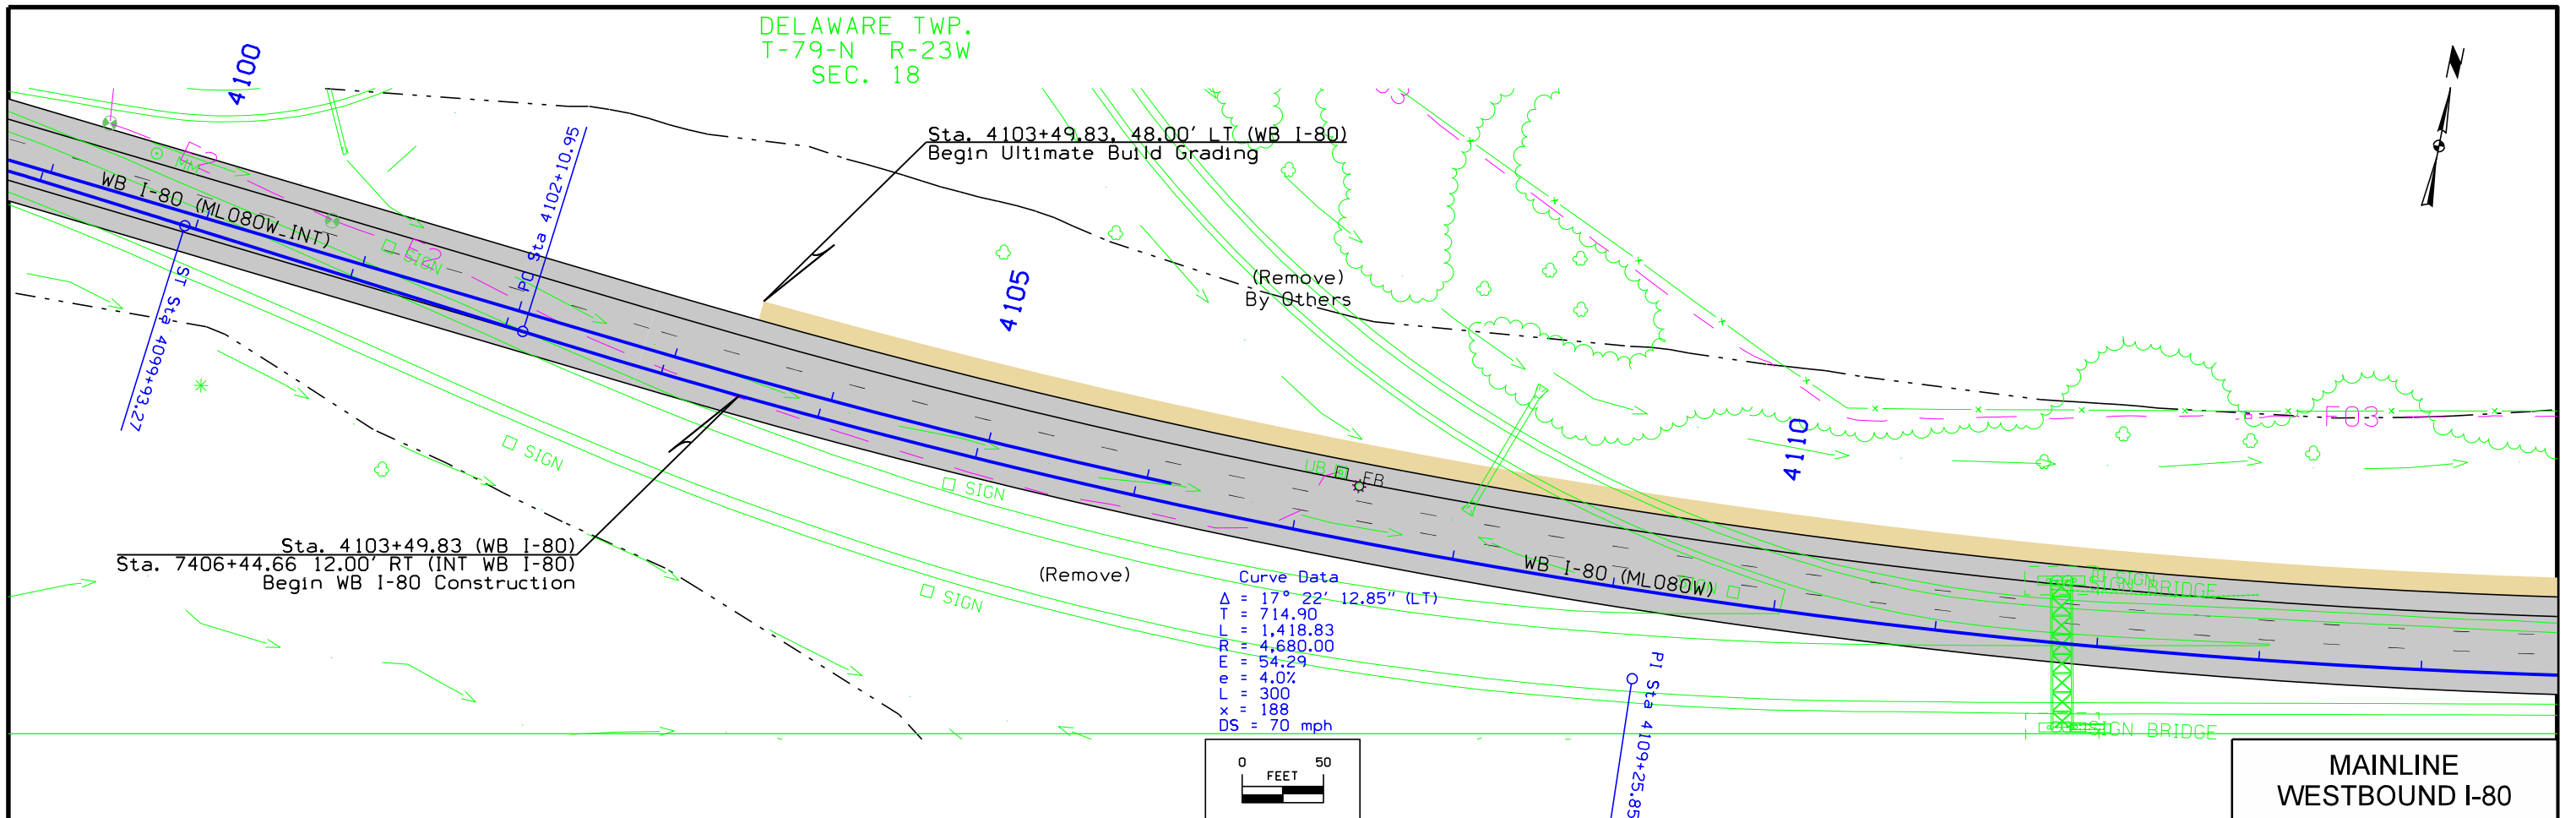 DELAWARE TWP.
T-79-N R-23W
SEC. 18
4100
PC Sta 4102+10.95
Sta. 4103+49.83, 48.00' LT (WB I-80)
Begin Ultimate Build Grading
E2
MM
WB I-80 (ML080W_INT)
E2
SIGN
ST Sta 4099+93.27
4105
(Remove)
By Others
F03
4110
SIGN
UB
EB
SIGN
Sta. 4103+49.83 (WB I-80)
Sta. 7406+44.66 12.00' RT (INT WB I-80)
Begin WB I-80 Construction
(Remove)
SIGN
WB I-80 (ML080W)
SIGN
SIGN
SIGN BRIDGE
Curve Data
Δ = 17° 22' 12.85" (LT)
T = 714.90
L = 1,418.83
R = 4,680.00
E = 54.29
e = 4.0%
L = 300
x = 188
DS = 70 mph
PI Sta 4109+25.85
SIGN BRIDGE
0 50
FEET
MAINLINE
WESTBOUND I-80